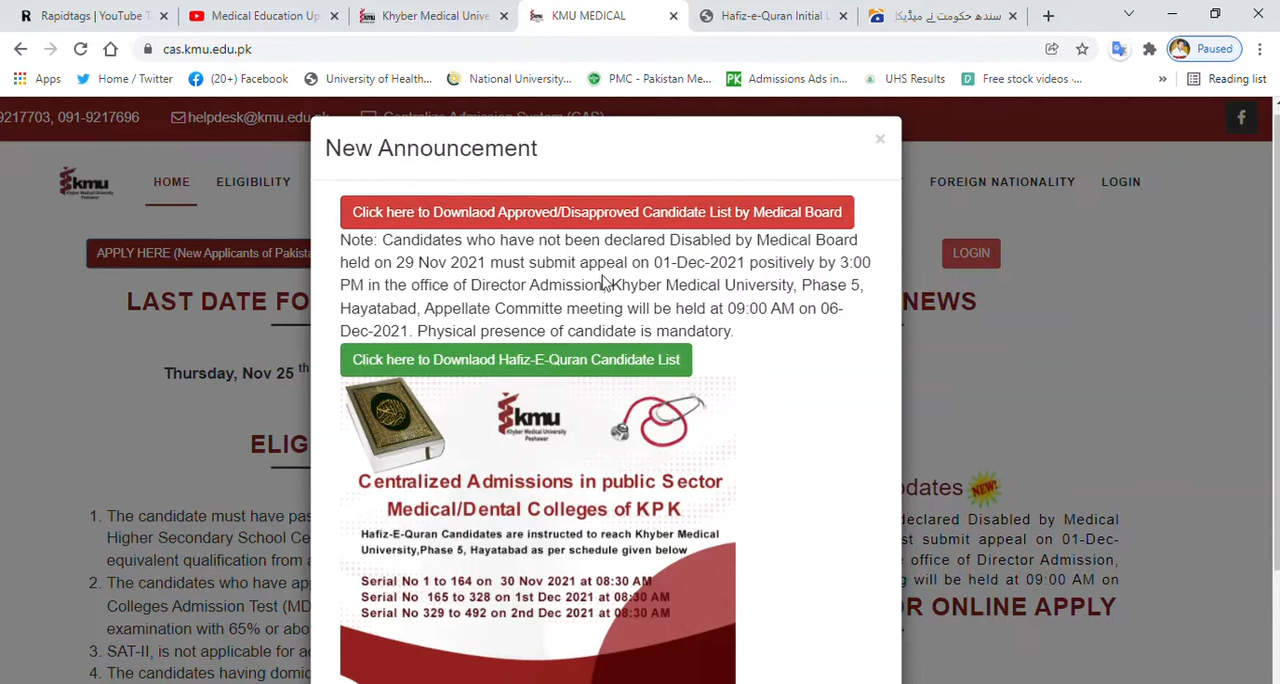 Rapidtags | YouTube T
Medical Education Up
Khyber Medical Unive
KMU MEDICAL
Hafiz-e-Quran Initial L
سندھ حکومت نے میڈیکا
cas.kmu.edu.pk
Paused
Apps
Home / Twitter
(20+) Facebook
University of Health...
National University...
PMC - Pakistan Me...
PK
Admissions Ads in...
UHS Results
Free stock videos -...
Reading list
9217703, 091-9217696
helpdesk@kmu.edu.pk
Centralize Admission System (CAS)
New Announcement
kmu
HOME
ELIGIBILITY
FOREIGN NATIONALITY
LOGIN
Click here to Downlaod Approved/Disapproved Candidate List by Medical Board
Note: Candidates who have not been declared Disabled by Medical Board
held on 29 Nov 2021 must submit appeal on 01-Dec-2021 positively by 3:00
PM in the office of Director Admission, Khyber Medical University, Phase 5,
Hayatabad, Appellate Committe meeting will be held at 09:00 AM on 06-
Dec-2021. Physical presence of candidate is mandatory.
APPLY HERE (New Applicants of Pakista
LOGIN
LAST DATE FO
NEWS
Click here to Downlaod Hafiz-E-Quran Candidate List
Thursday, Nov 25 th
kmu
Khyber Medical University
Peshawar
Centralized Admissions in public Sector
Medical/Dental Colleges of KPK
Hafiz-E-Quran Candidates are instructed to reach Khyber Medical
University,Phase 5, Hayatabad as per schedule given below
Serial No 1 to 164 on 30 Nov 2021 at 08:30 AM
Serial No 165 to 328 on 1st Dec 2021 at 08:30 AM
Serial No 329 to 492 on 2nd Dec 2021 at 08:30 AM
ELIG
1. The candidate must have pas
Higher Secondary School Ce
equivalent qualification from a
2. The candidates who have ap
Colleges Admission Test (MD
examination with 65% or abo
3. SAT-II, is not applicable for a
4. The candidates having domic
pdates NEW!
declared Disabled by Medical
st submit appeal on 01-Dec-
office of Director Admission,
g will be held at 09:00 AM on
OR ONLINE APPLY